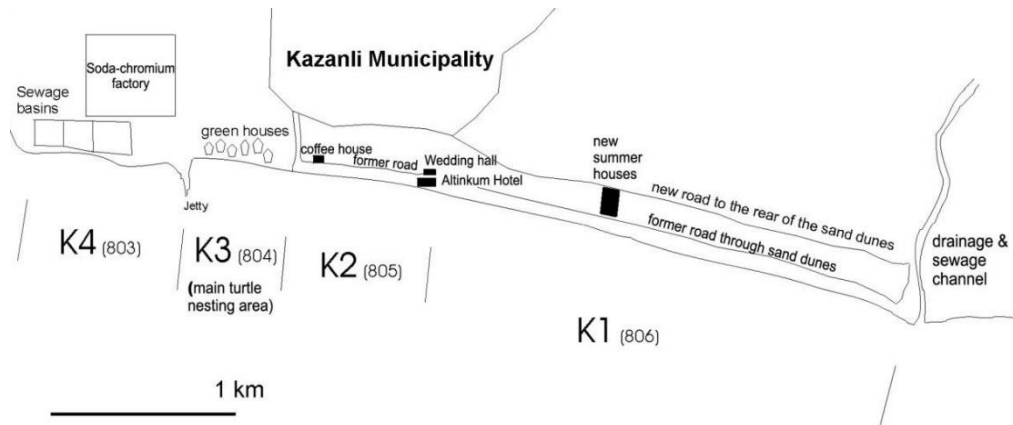 Kazanli Municipality
Soda-chromium
factory
Sewage
basins
green houses
coffee house
former road
Wedding hall
Altinkum Hotel
new
summer
houses
new road to the rear of the sand dunes
former road through sand dunes
drainage &
sewage
channel
Jetty
K4 (803)
K3 (804)
(main turtle
nesting area)
K2 (805)
K1 (806)
1 km